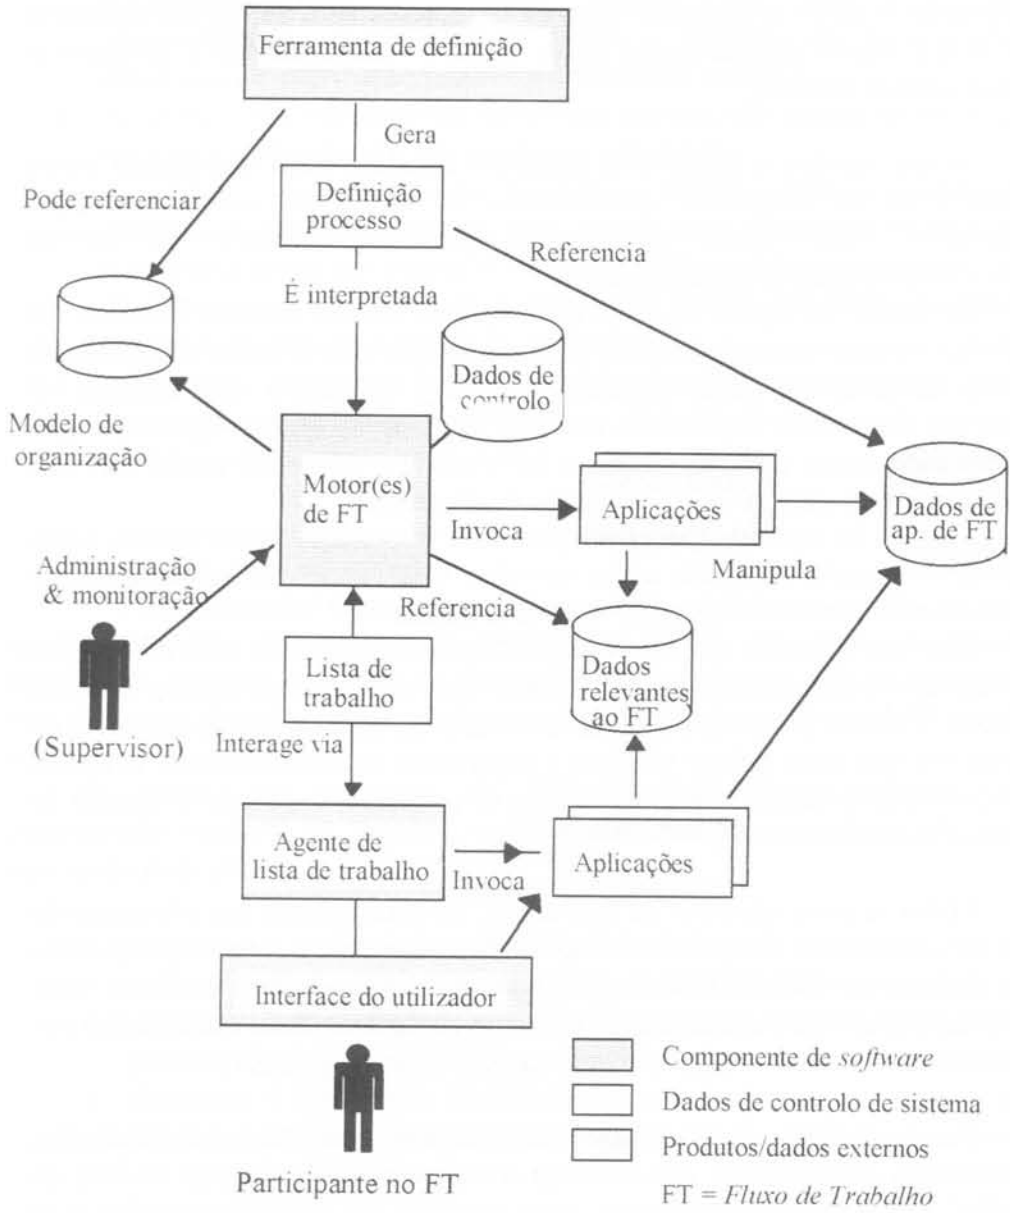 Ferramenta de definição
Gera
Definição
processo
Pode referenciar
Referencia
É interpretada
Dados de
controlo
Modelo de
organização
Motor(es)
de FT
Invoca
Aplicações
Dados de
ap. de FT
Manipula
Administração
& monitoração
Referencia
Lista de
trabalho
Dados
relevantes
ao FT
(Supervisor)
Interage via
Agente de
lista de trabalho
Invoca
Aplicações
Interface do utilizador
Componente de software
Dados de controlo de sistema
Produtos/dados externos
FT = Fluxo de Trabalho
Participante no FT